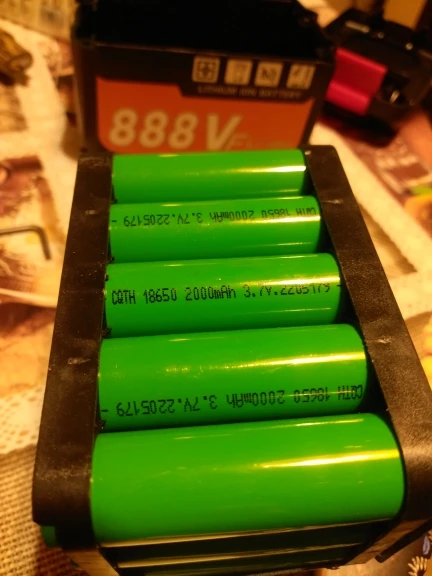 888VF
LITHIUM ION BATTERY
CQTH 18650 2000mAh 3.7V.2205179 -
CQTH 18650 2000mAh 3.7V.2205179 -
CQTH 18650 2000mAh 3.7V.2205179 -